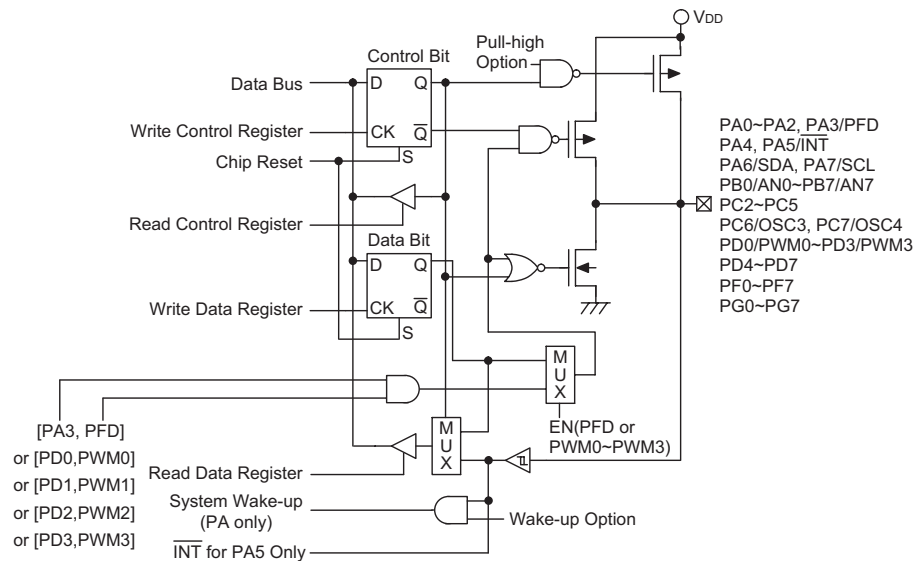 VDD
Control Bit
Pull-high
Option
Data Bus
D
Q
Write Control Register
CK
Q̅
S
Chip Reset
Read Control Register
Data Bit
D
Q
Write Data Register
CK
Q̅
S
M
U
X
EN(PFD or
PWM0~PWM3)
[PA3, PFD]
or [PD0,PWM0]
or [PD1,PWM1]
or [PD2,PWM2]
or [PD3,PWM3]
M
U
X
Read Data Register
System Wake-up
(PA only)
Wake-up Option
I̅N̅T̅ for PA5 Only
PA0~PA2, PA3/PFD
PA4, PA5/I̅N̅T̅
PA6/SDA, PA7/SCL
PB0/AN0~PB7/AN7
PC2~PC5
PC6/OSC3, PC7/OSC4
PD0/PWM0~PD3/PWM3
PD4~PD7
PF0~PF7
PG0~PG7